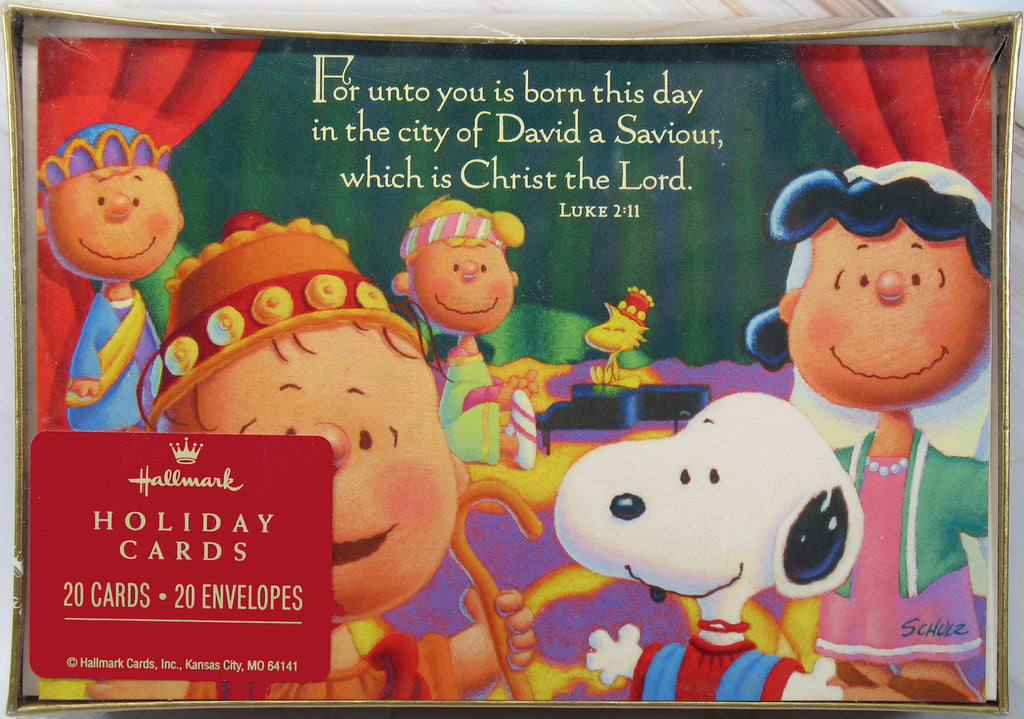 For unto you is born this day
in the city of David a Saviour,
which is Christ the Lord.
LUKE 2:11
Hallmark
HOLIDAY
CARDS
20 CARDS • 20 ENVELOPES
© Hallmark Cards, Inc., Kansas City, MO 64141
SCHULZ